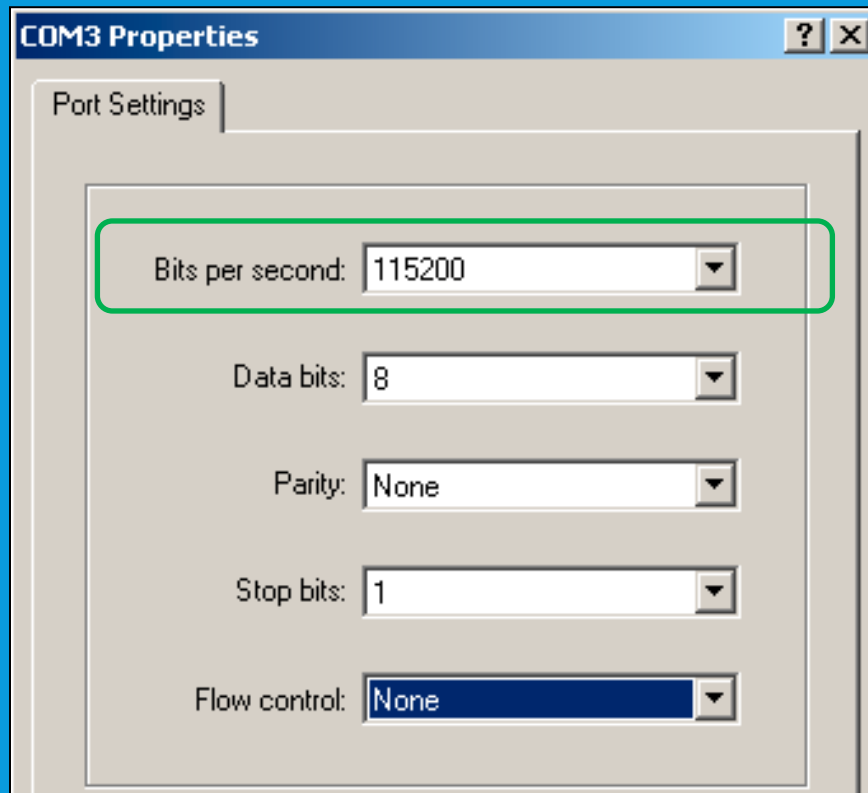 COM3 Properties
Port Settings
Bits per second: 115200
Data bits: 8
Parity: None
Stop bits: 1
Flow control: None